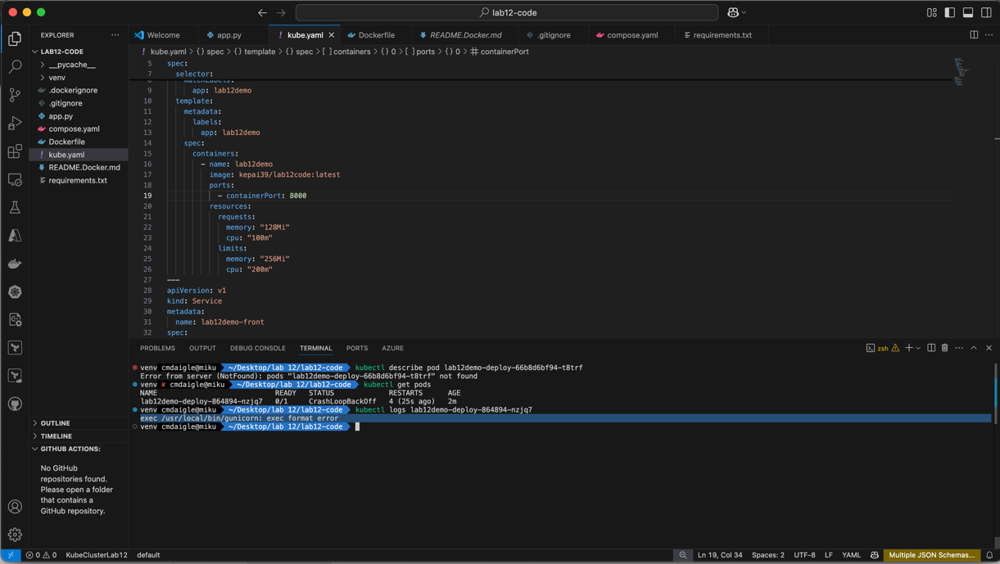 lab12-code
EXPLORER
Welcome
app.py
! kube.yaml
Dockerfile
README.Docker.md
.gitignore
compose.yaml
requirements.txt
! kube.yaml > {} spec > {} template > {} spec > [ ] containers > {} 0 > [ ] ports > {} 0 > # containerPort
LAB12-CODE
__pycache__
venv
.dockerignore
.gitignore
app.py
compose.yaml
Dockerfile
! kube.yaml
README.Docker.md
requirements.txt
OUTLINE
TIMELINE
GITHUB ACTIONS:
No GitHub
repositories found.
Please open a folder
that contains a
GitHub repository.
5 spec:
7 selector:
8 matchLabels:
9 app: lab12demo
10 template:
11 metadata:
12 labels:
13 app: lab12demo
14 spec:
15 containers:
16 - name: lab12demo
17 image: kepai39/lab12code:latest
18 ports:
19 - containerPort: 8000
20 resources:
21 requests:
22 memory: "128Mi"
23 cpu: "100m"
24 limits:
25 memory: "256Mi"
26 cpu: "200m"
27 ---
28 apiVersion: v1
29 kind: Service
30 metadata:
31 name: lab12demo-front
32 spec:
PROBLEMS OUTPUT DEBUG CONSOLE TERMINAL PORTS AZURE
zsh
venv cmdaigle@miku ~/Desktop/lab 12/lab12-code kubectl describe pod lab12demo-deploy-66b8d6bf94-t8trf
Error from server (NotFound): pods "lab12demo-deploy-66b8d6bf94-t8trf" not found
venv ✘ cmdaigle@miku ~/Desktop/lab 12/lab12-code kubectl get pods
NAME READY STATUS RESTARTS AGE
lab12demo-deploy-864894-nzjq7 0/1 CrashLoopBackOff 4 (25s ago) 2m
venv cmdaigle@miku ~/Desktop/lab 12/lab12-code kubectl logs lab12demo-deploy-864894-nzjq7
exec /usr/local/bin/gunicorn: exec format error
venv cmdaigle@miku ~/Desktop/lab 12/lab12-code
0 0 KubeClusterLab12 default
Ln 19, Col 34 Spaces: 2 UTF-8 LF YAML Multiple JSON Schemas...